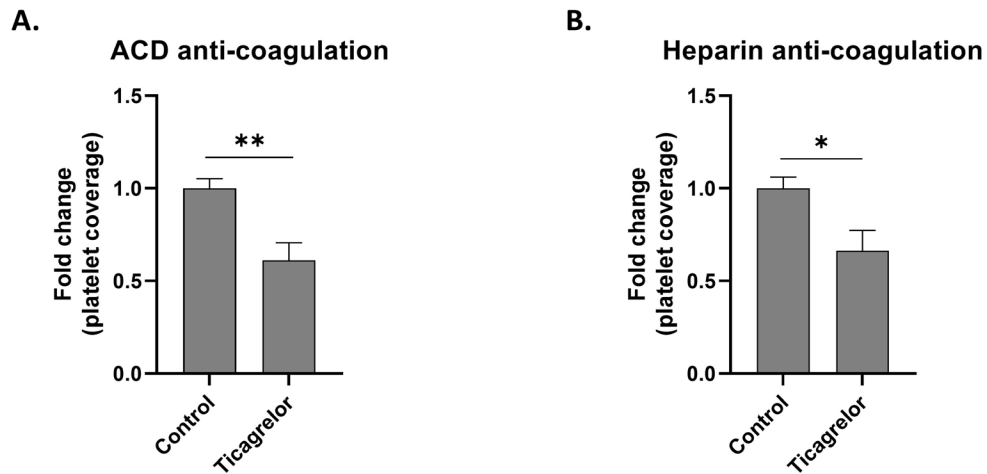 A.
ACD anti-coagulation
Fold change
(platelet coverage)
1.5
1.0
0.5
0.0
**
Control
Ticagrelor
B.
Heparin anti-coagulation
Fold change
(platelet coverage)
1.5
1.0
0.5
0.0
*
Control
Ticagrelor